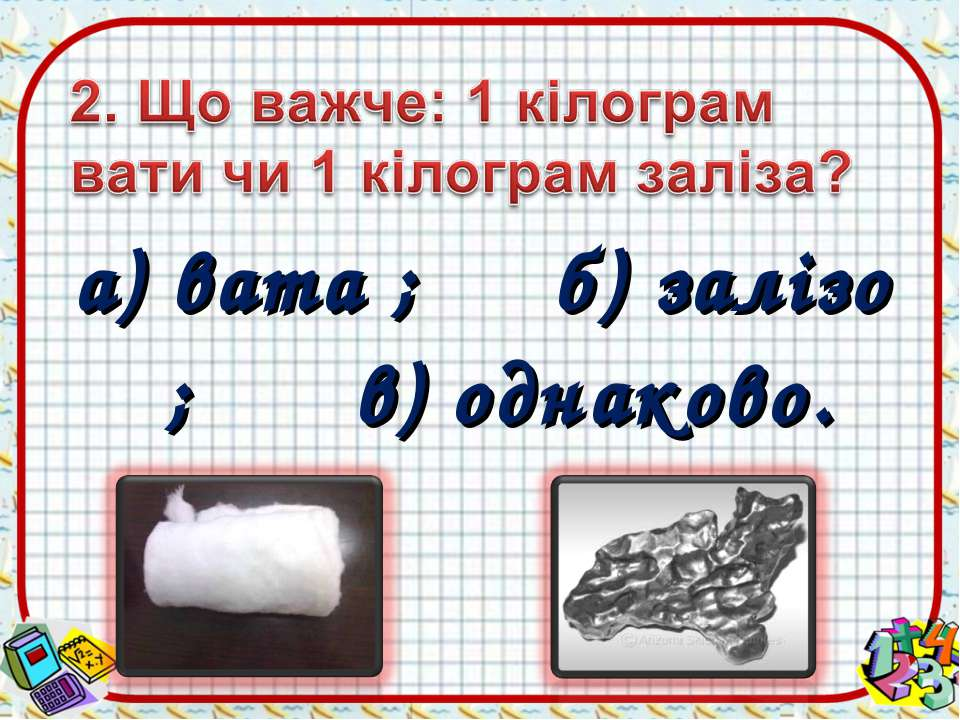 2. Що важче: 1 кілограм
вати чи 1 кілограм заліза?
а) вата ; б) залізо
; в) однаково.